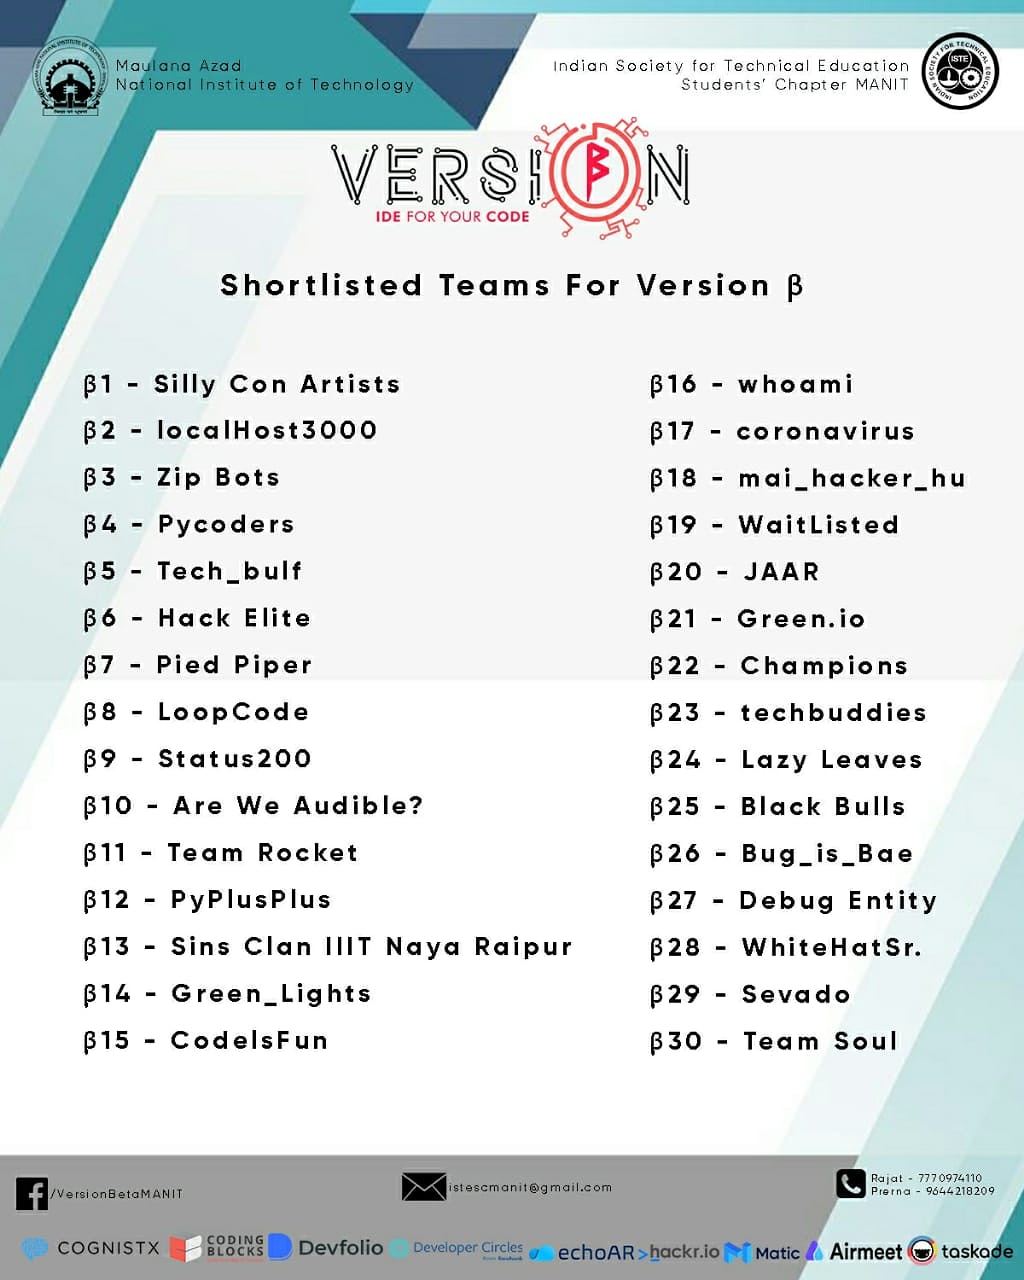 Maulana Azad
National Institute of Technology
Indian Society for Technical Education
Students' Chapter MANIT
ISTE
VERSIβN
IDE FOR YOUR CODE
Shortlisted Teams For Version β
β1 - Silly Con Artists
β2 - localHost3000
β3 - Zip Bots
β4 - Pycoders
β5 - Tech_bulf
β6 - Hack Elite
β7 - Pied Piper
β8 - LoopCode
β9 - Status200
β10 - Are We Audible?
β11 - Team Rocket
β12 - PyPlusPlus
β13 - Sins Clan IIIT Naya Raipur
β14 - Green_Lights
β15 - CodeIsFun
β16 - whoami
β17 - coronavirus
β18 - mai_hacker_hu
β19 - WaitListed
β20 - JAAR
β21 - Green.io
β22 - Champions
β23 - techbuddies
β24 - Lazy Leaves
β25 - Black Bulls
β26 - Bug_is_Bae
β27 - Debug Entity
β28 - WhiteHatSr.
β29 - Sevado
β30 - Team Soul
/VersionBetaMANIT
istescmanit@gmail.com
Rajat - 7770974110
Prerna - 9644218209
COGNISTX
CODING
BLOCKS
Devfolio
Developer Circles
from Facebook
echoAR
>hackr.io
Matic
Airmeet
taskade